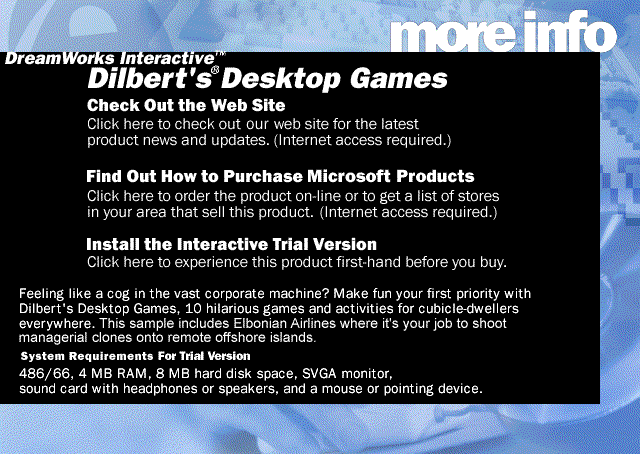 more info
DreamWorks Interactive™
Dilbert's® Desktop Games
Check Out the Web Site
Click here to check out our web site for the latest
product news and updates. (Internet access required.)
Find Out How to Purchase Microsoft Products
Click here to order the product on-line or to get a list of stores
in your area that sell this product. (Internet access required.)
Install the Interactive Trial Version
Click here to experience this product first-hand before you buy.
Feeling like a cog in the vast corporate machine? Make fun your first priority with
Dilbert's Desktop Games, 10 hilarious games and activities for cubicle-dwellers
everywhere. This sample includes Elbonian Airlines where it's your job to shoot
managerial clones onto remote offshore islands.
System Requirements For Trial Version
486/66, 4 MB RAM, 8 MB hard disk space, SVGA monitor,
sound card with headphones or speakers, and a mouse or pointing device.